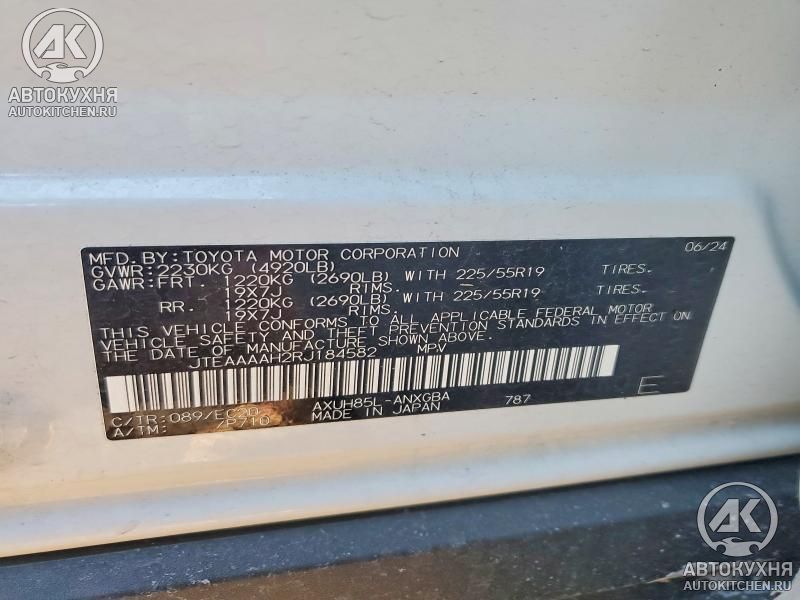 AK
АВТОКУХНЯ
AUTOKITCHEN.RU
MFD.BY:TOYOTA MOTOR CORPORATION 06/24
GVWR:2230KG (4920LB)
GAWR:FRT. 1220KG (2690LB) WITH 225/55R19 TIRES.
19X7J RIMS.
RR. 1220KG (2690LB) WITH 225/55R19 TIRES.
19X7J RIMS.
THIS VEHICLE CONFORMS TO ALL APPLICABLE FEDERAL MOTOR
VEHICLE SAFETY AND THEFT PREVENTION STANDARDS IN EFFECT
ON THE DATE OF MANUFACTURE SHOWN ABOVE.
JTEAAAAH2RJ184582 MPV
E
C/TR:089/EC20 AXUH85L-ANXGBA 787
A/TM: /P710 MADE IN JAPAN
AK
АВТОКУХНЯ
AUTOKITCHEN.RU